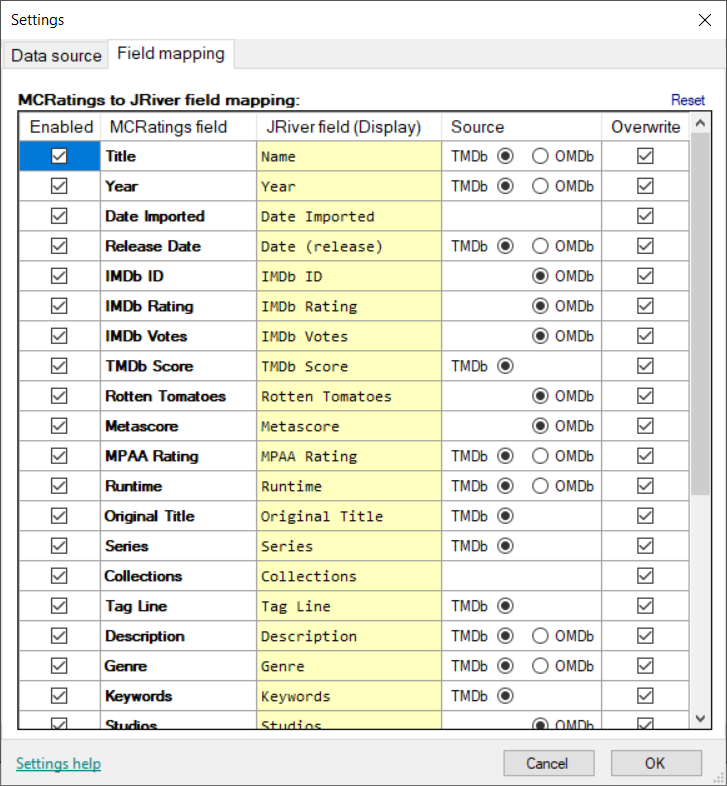 Settings
Data source Field mapping
MCRatings to JRiver field mapping: Reset
Enabled MCRatings field JRiver field (Display) Source Overwrite
Title Name TMDb OMDb
Year Year TMDb OMDb
Date Imported Date Imported
Release Date Date (release) TMDb OMDb
IMDb ID IMDb ID OMDb
IMDb Rating IMDb Rating OMDb
IMDb Votes IMDb Votes OMDb
TMDb Score TMDb Score TMDb
Rotten Tomatoes Rotten Tomatoes OMDb
Metascore Metascore OMDb
MPAA Rating MPAA Rating TMDb OMDb
Runtime Runtime TMDb OMDb
Original Title Original Title TMDb
Series Series TMDb
Collections Collections
Tag Line Tag Line TMDb
Description Description TMDb OMDb
Genre Genre TMDb OMDb
Keywords Keywords TMDb
Studios Studios OMDb
Settings help Cancel OK